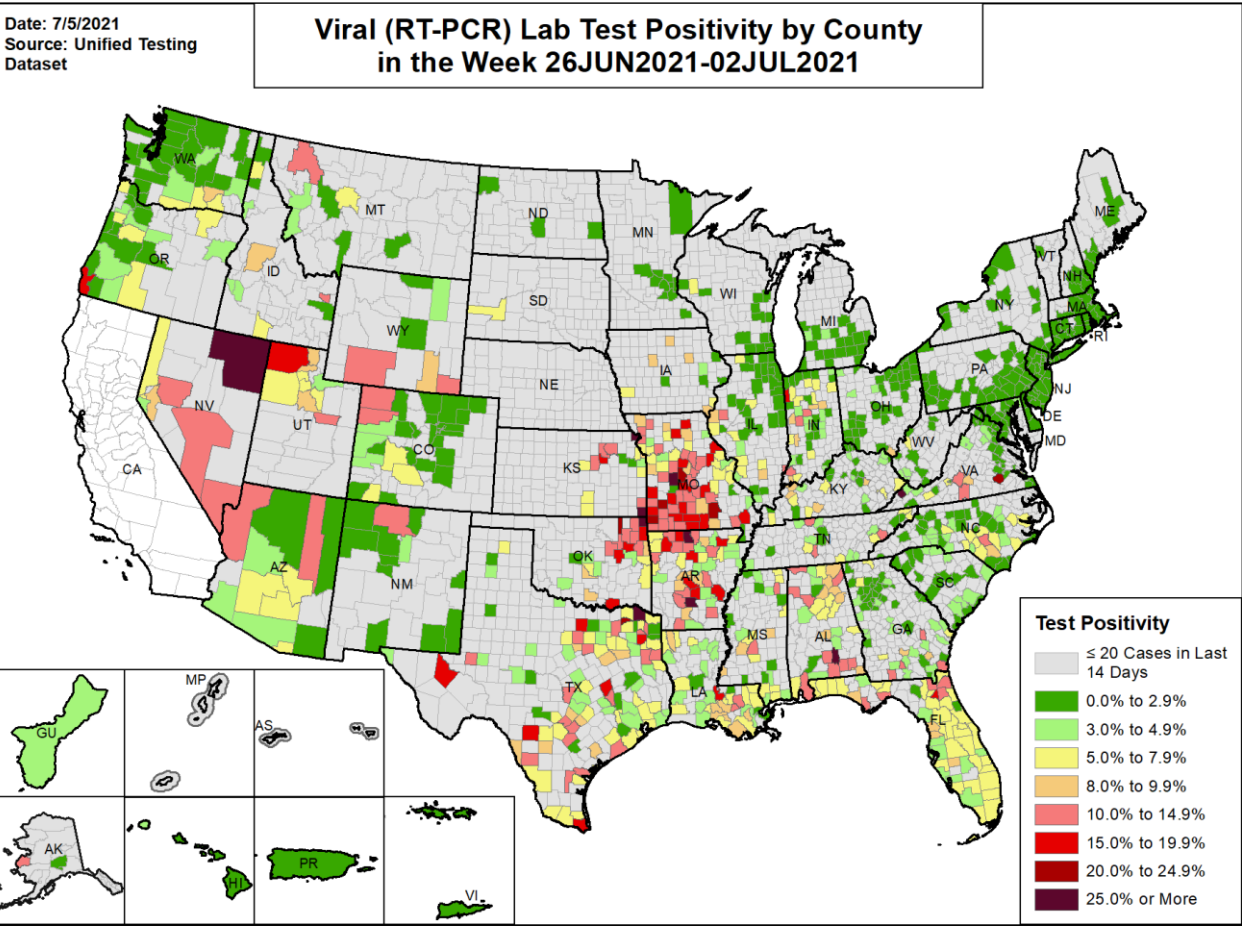 Date: 7/5/2021
Source: Unified Testing
Dataset
Viral (RT-PCR) Lab Test Positivity by County
in the Week 26JUN2021-02JUL2021
WA
MT
ND
MN
ME
OR
ID
SD
WI
MI
VT
NH
NY
MA
CT
RI
WY
IA
NE
PA
NJ
NV
UT
CO
IL
IN
OH
DE
MD
WV
CA
KS
MO
KY
VA
AZ
NM
OK
AR
TN
NC
SC
MS
AL
GA
TX
LA
FL
GU
MP
AS
AK
HI
PR
VI
Test Positivity
≤ 20 Cases in Last
14 Days
0.0% to 2.9%
3.0% to 4.9%
5.0% to 7.9%
8.0% to 9.9%
10.0% to 14.9%
15.0% to 19.9%
20.0% to 24.9%
25.0% or More